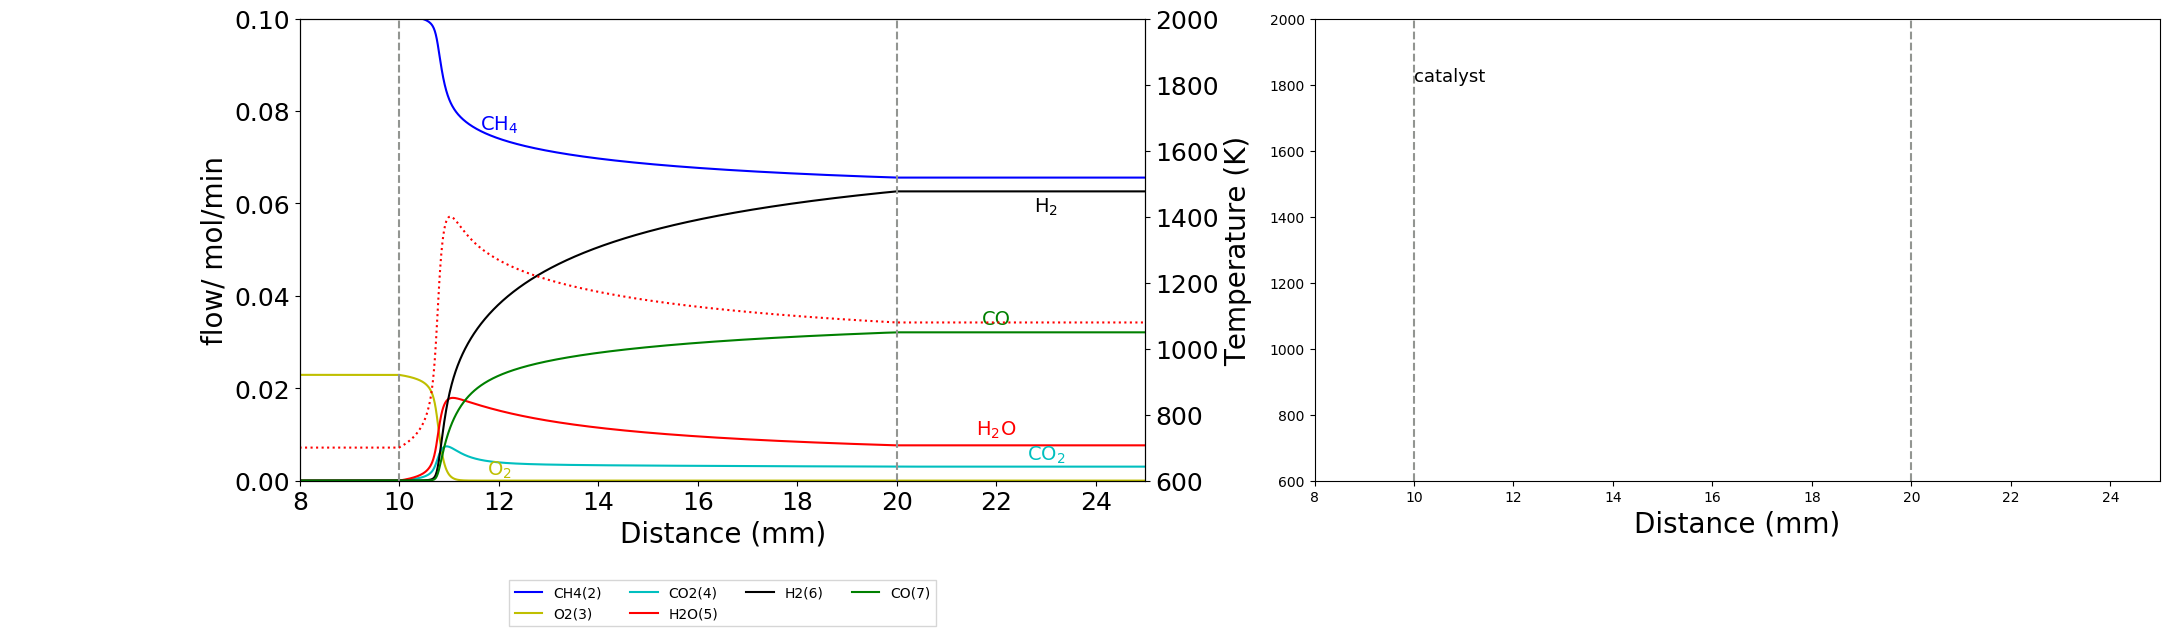 0.10
0.08
0.06
0.04
0.02
0.00
flow/ mol/min
8 10 12 14 16 18 20 22 24
Distance (mm)
2000
1800
1600
1400
1200
1000
800
600
Temperature (K)
CH₄
H₂
CO
H₂O
CO₂
O₂
CH4(2) CO2(4) H2(6) CO(7)
O2(3) H2O(5)
2000
1800
1600
1400
1200
1000
800
600
catalyst
8 10 12 14 16 18 20 22 24
Distance (mm)